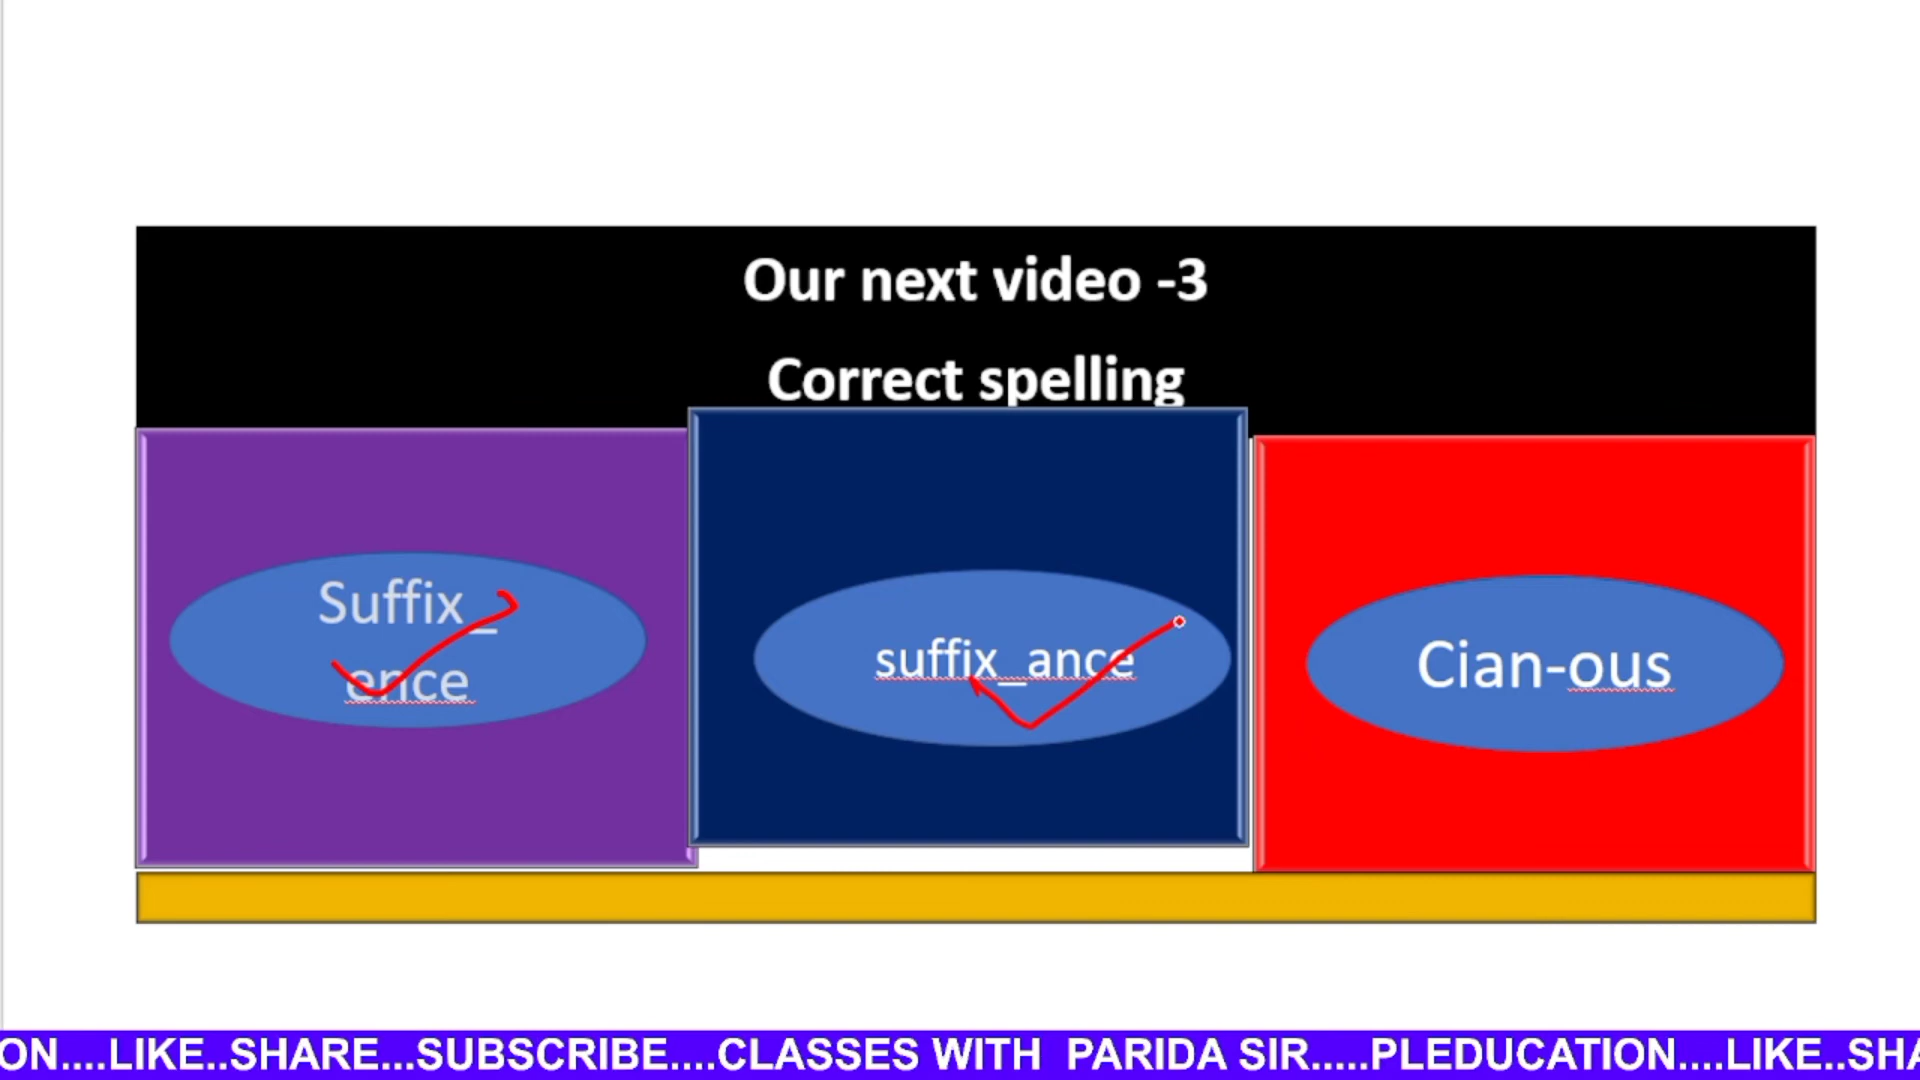 Our next video -3
Correct spelling
Suffix_
ence
suffix_ance
Cian-ous
ON....LIKE..SHARE...SUBSCRIBE....CLASSES WITH PARIDA SIR.....PLEDUCATION....LIKE..SHA